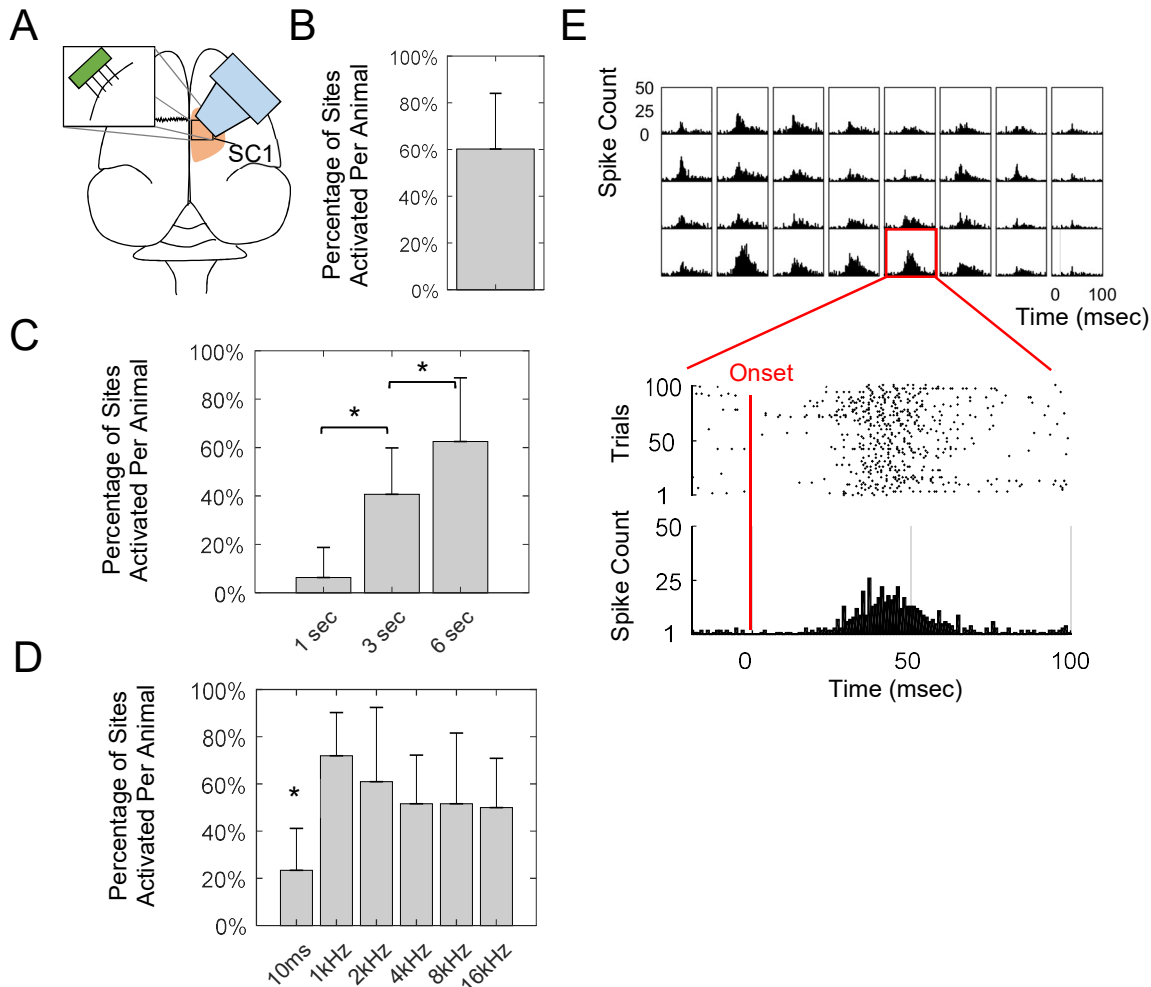 A
SC1
B
Percentage of Sites
Activated Per Animal
100%
80%
60%
40%
20%
0%
C
Percentage of Sites
Activated Per Animal
100%
80%
60%
40%
20%
0%
*
*
1 sec
3 sec
6 sec
D
Percentage of Sites
Activated Per Animal
100%
80%
60%
40%
20%
0%
*
10ms
1kHz
2kHz
4kHz
8kHz
16kHz
E
Spike Count
50
25
0
0
100
Time (msec)
Onset
Trials
100
50
1
Spike Count
50
25
1
0
50
100
Time (msec)